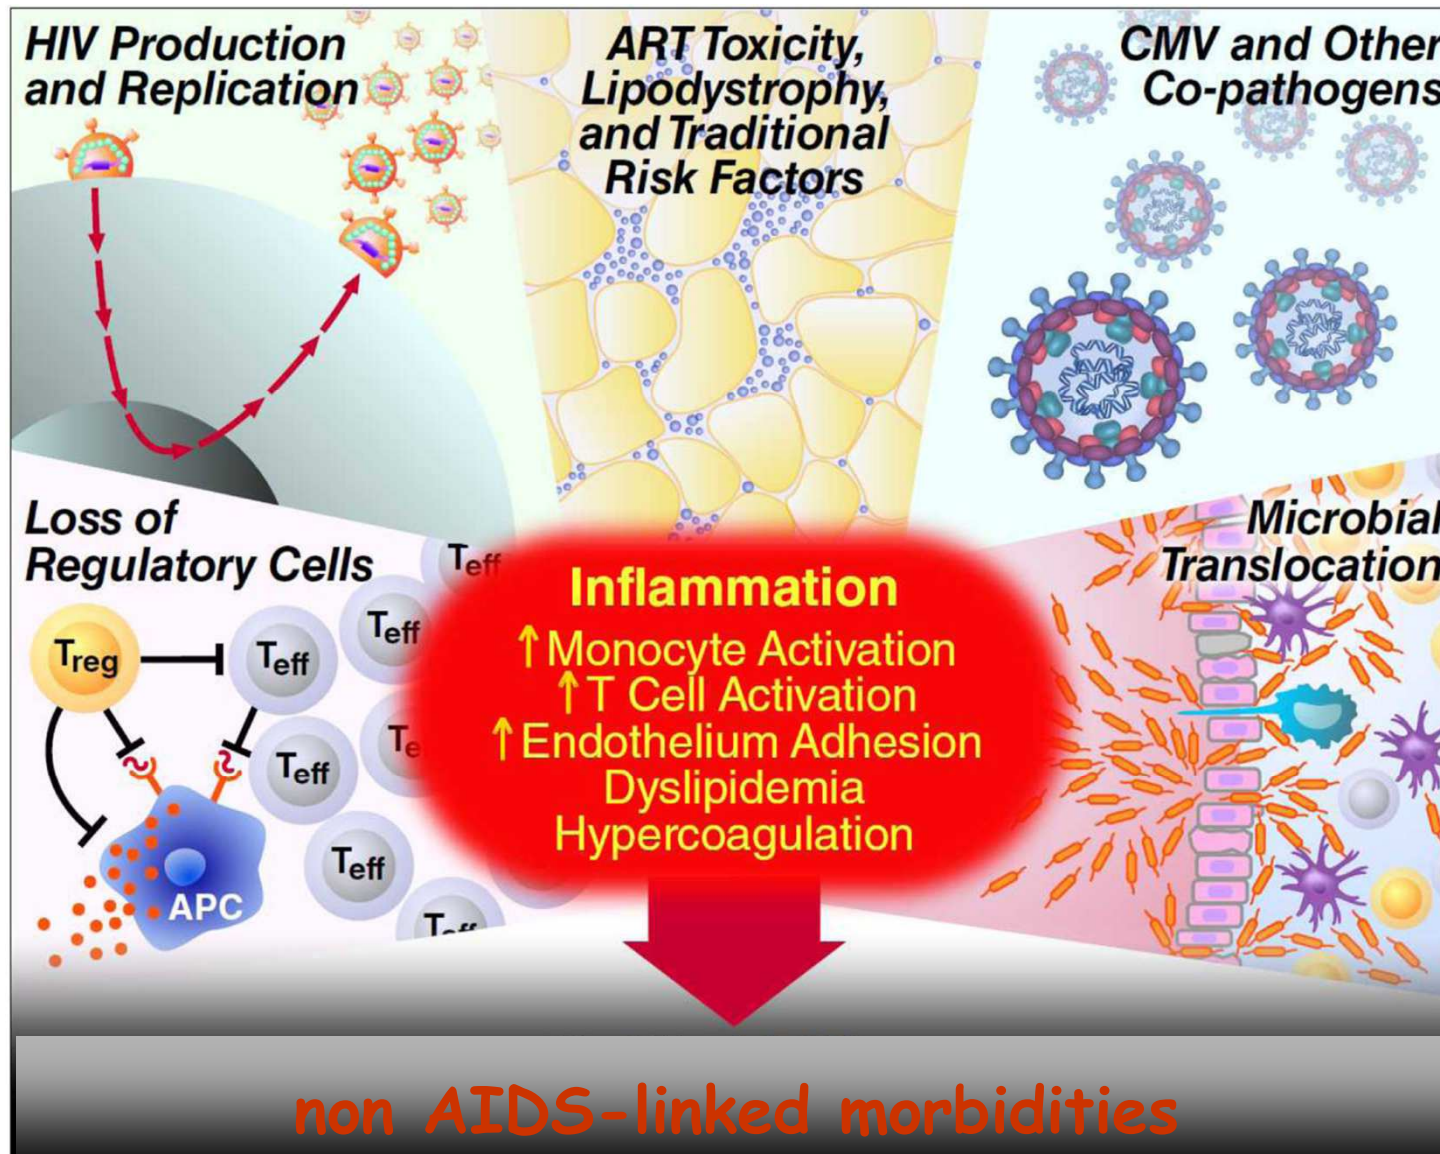 HIV Production
and Replication
ART Toxicity,
Lipodystrophy,
and Traditional
Risk Factors
CMV and Other
Co-pathogens
Loss of
Regulatory Cells
Microbial
Translocation
Treg
Teff
Teff
Teff
Teff
Te
Teff
Teff
APC
Inflammation
↑Monocyte Activation
↑T Cell Activation
↑Endothelium Adhesion
Dyslipidemia
Hypercoagulation
non AIDS-linked morbidities